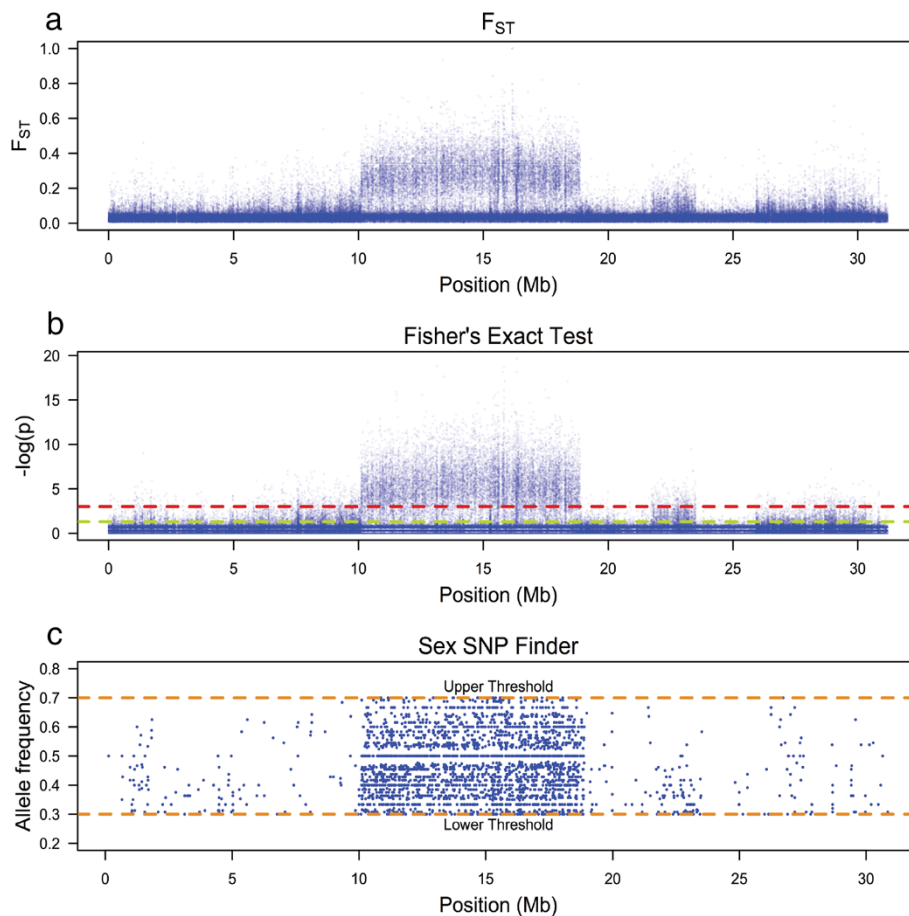 a
F_ST
1.0
0.8
0.6
0.4
0.2
0.0
F_ST
0 5 10 15 20 25 30
Position (Mb)
b
Fisher's Exact Test
20
15
10
5
0
-log(p)
0 5 10 15 20 25 30
Position (Mb)
c
Sex SNP Finder
0.8
0.7
0.6
0.5
0.4
0.3
0.2
Allele frequency
Upper Threshold
Lower Threshold
0 5 10 15 20 25 30
Position (Mb)